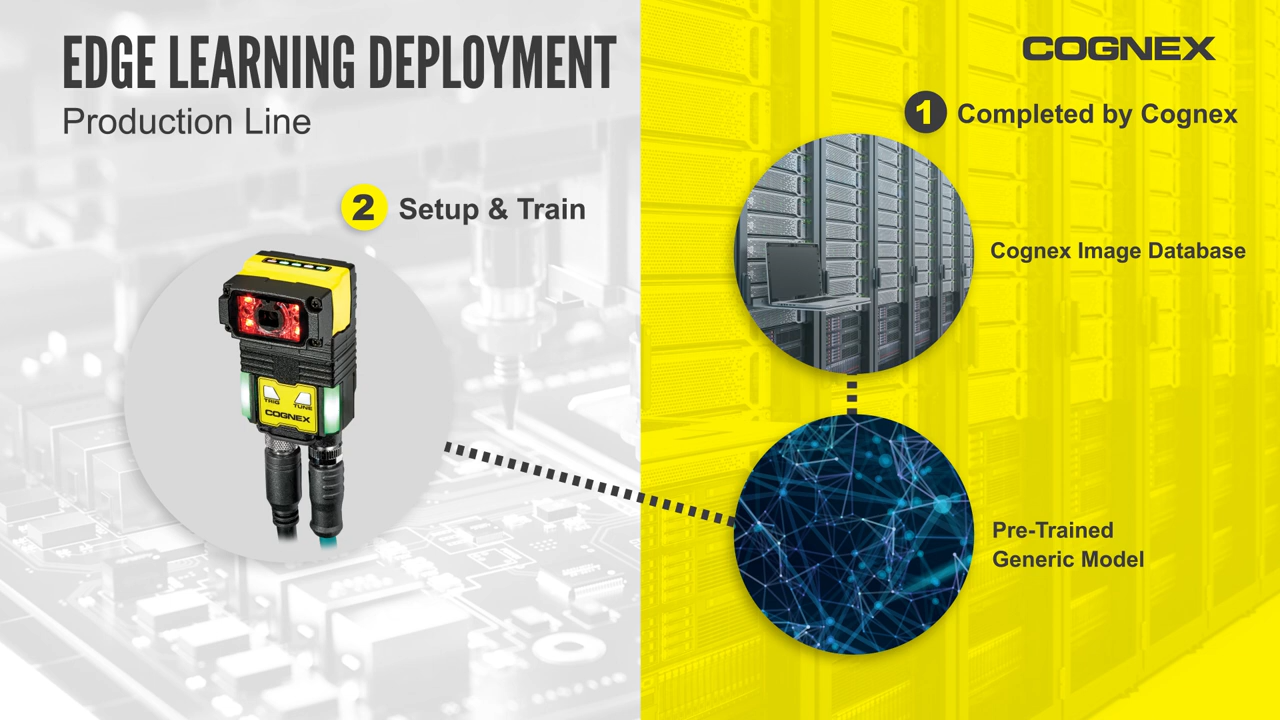 EDGE LEARNING DEPLOYMENT
Production Line
COGNEX
1 Completed by Cognex
2 Setup & Train
Cognex Image Database
TRIG
TUNE
COGNEX
Pre-Trained
Generic Model